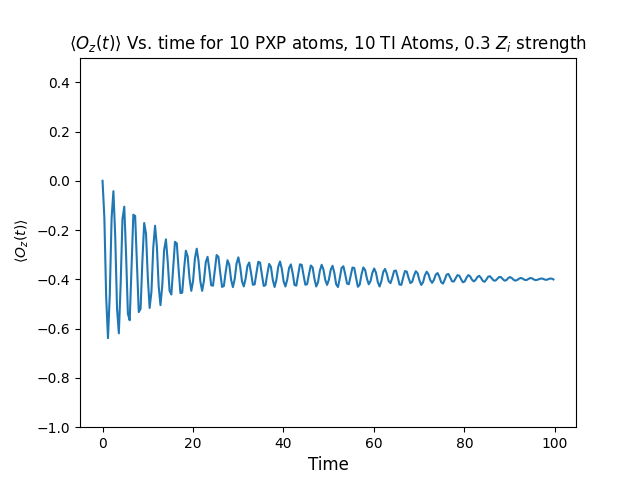 ⟨O_z(t)⟩ Vs. time for 10 PXP atoms, 10 TI Atoms, 0.3 Z_i strength
0.4
0.2
0.0
−0.2
−0.4
−0.6
−0.8
−1.0
⟨O_z(t)⟩
0 20 40 60 80 100
Time